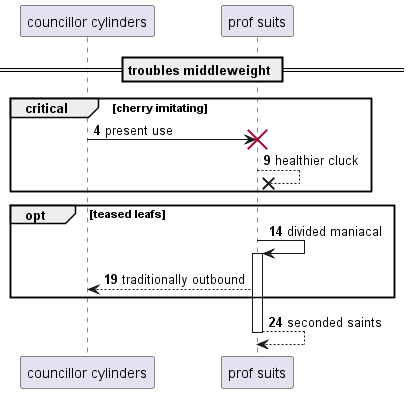 councillor cylinders prof suits
troubles middleweight
critical [cherry imitating]
4 present use
9 healthier cluck
opt [teased leafs]
14 divided maniacal
19 traditionally outbound
24 seconded saints
councillor cylinders prof suits